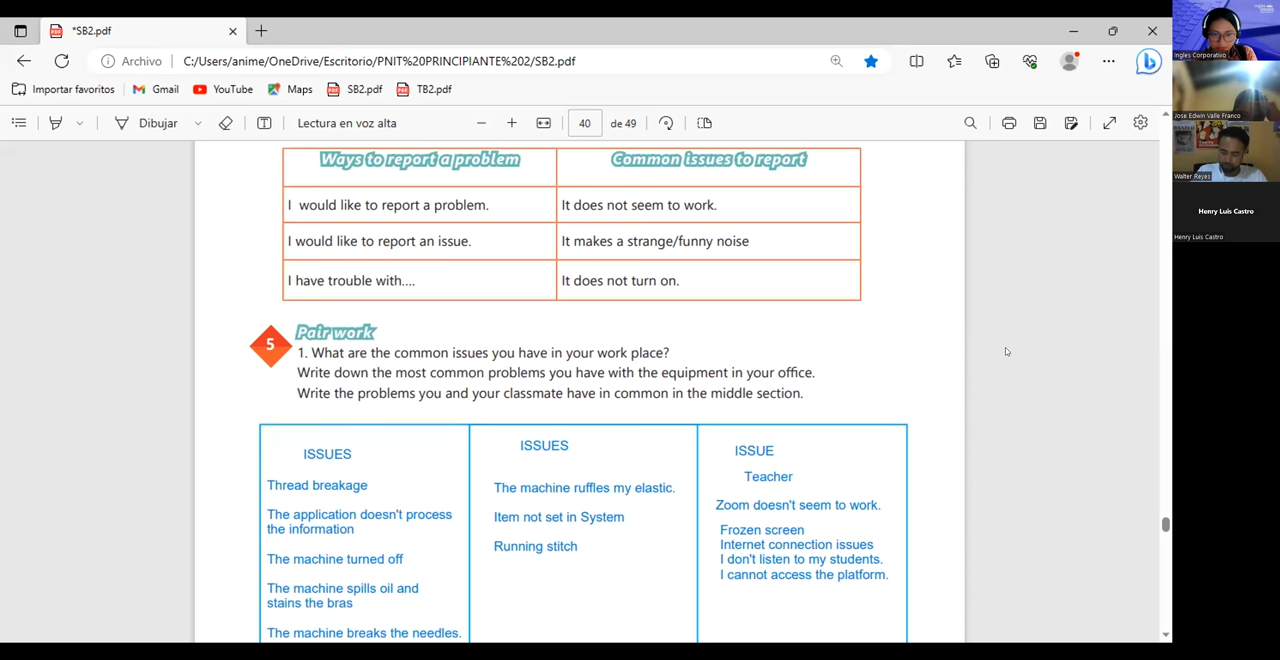 *SB2.pdf
Archivo
C:/Users/anime/OneDrive/Escritorio/PNIT%20PRINCIPIANTE%202/SB2.pdf
Importar favoritos
Gmail
YouTube
Maps
SB2.pdf
TB2.pdf
Dibujar
Lectura en voz alta
40
de 49
Ways to report a problem
Common issues to report
I would like to report a problem.
It does not seem to work.
I would like to report an issue.
It makes a strange/funny noise
I have trouble with....
It does not turn on.
5
Pair work
1. What are the common issues you have in your work place?
Write down the most common problems you have with the equipment in your office.
Write the problems you and your classmate have in common in the middle section.
ISSUES
Thread breakage
The application doesn't process
the information
The machine turned off
The machine spills oil and
stains the bras
The machine breaks the needles.
ISSUES
The machine ruffles my elastic.
Item not set in System
Running stitch
ISSUE
Teacher
Zoom doesn't seem to work.
Frozen screen
Internet connection issues
I don't listen to my students.
I cannot access the platform.
Ingles Corporativo
Jose Edwin Valle Franco
Walter Reyes
Henry Luis Castro
Henry Luis Castro